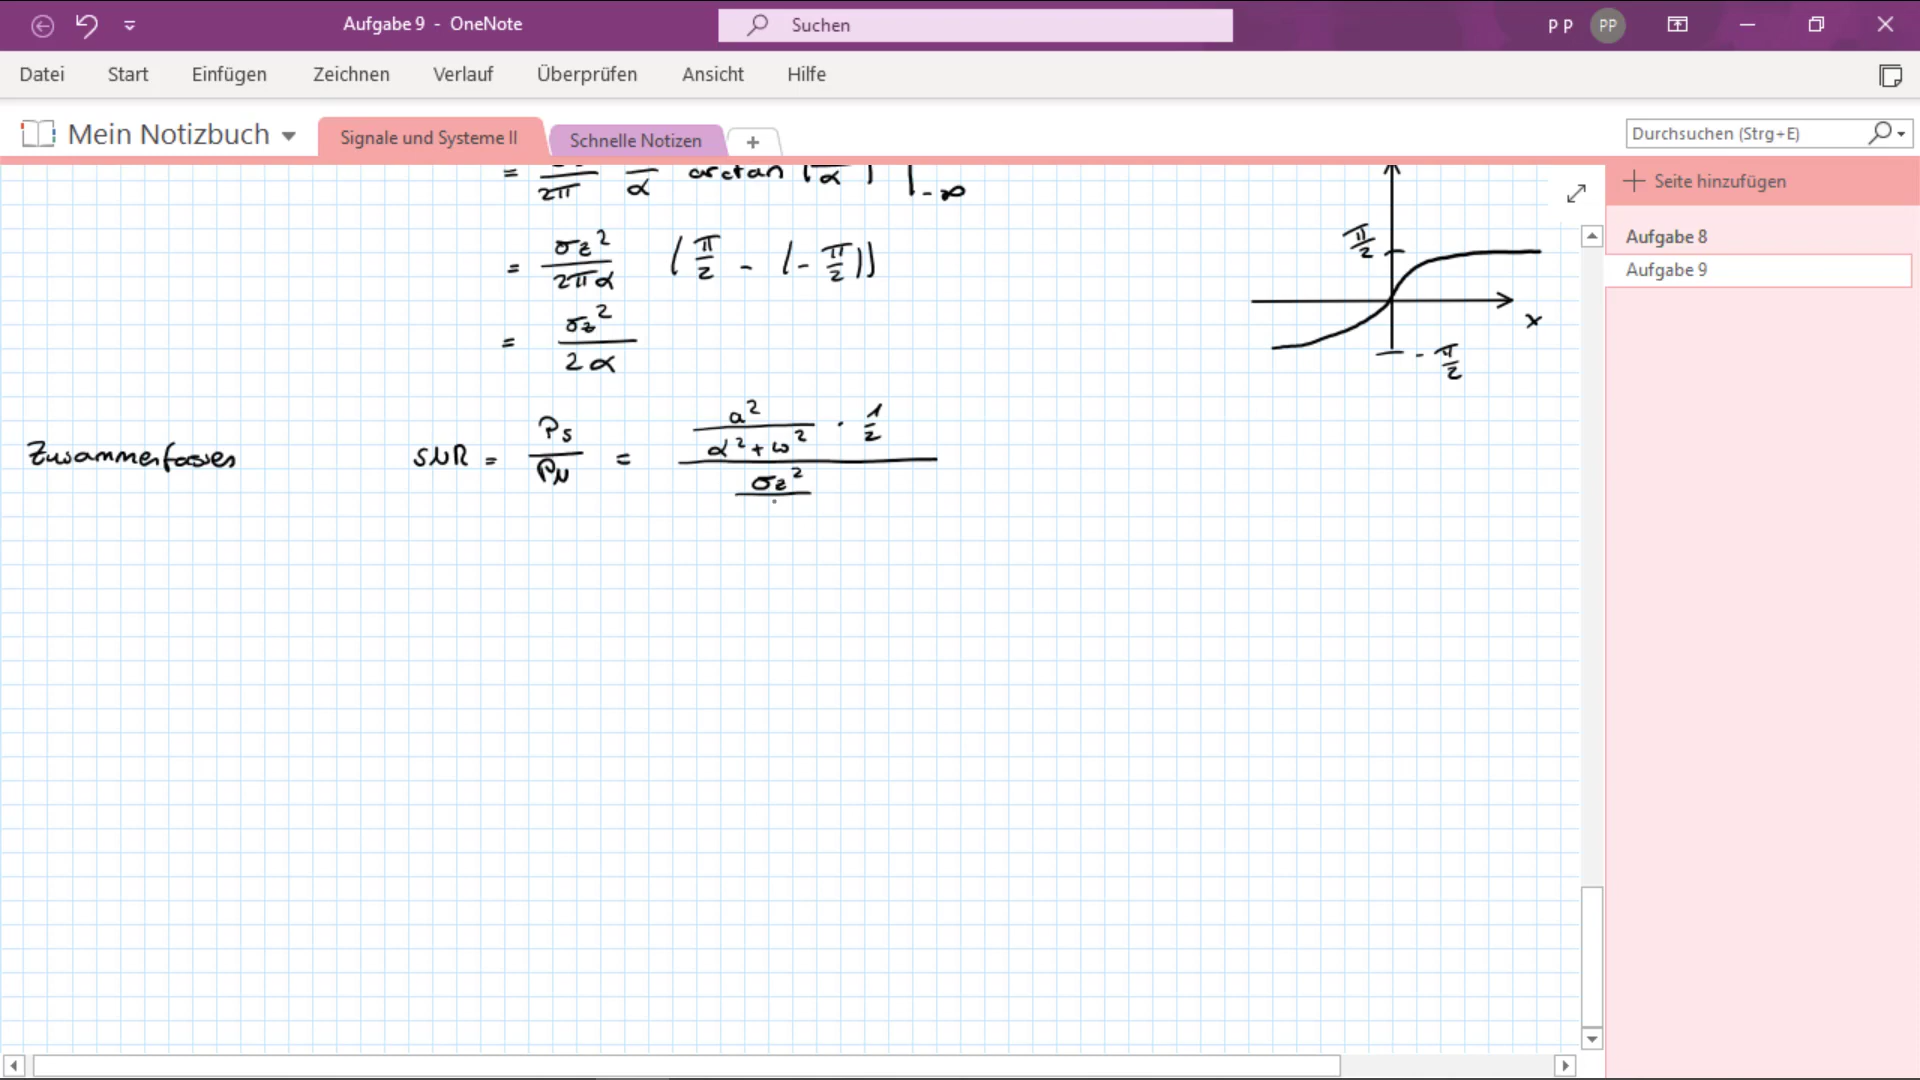 Aufgabe 9 - OneNote
Suchen
P P
PP
Datei Start Einfügen Zeichnen Verlauf Überprüfen Ansicht Hilfe
Mein Notizbuch
Signale und Systeme II
Schnelle Notizen
+
Durchsuchen (Strg+E)
Seite hinzufügen
Aufgabe 8
Aufgabe 9
= 2π α arctan ( α ) | -∞
= σz² / 2πα ( π/2 - (- π/2))
= σz² / 2α
π/2
x
- π/2
Zusammenfassen SNR = Ps / PN = a² / α² + ω² · 1/2
σz²